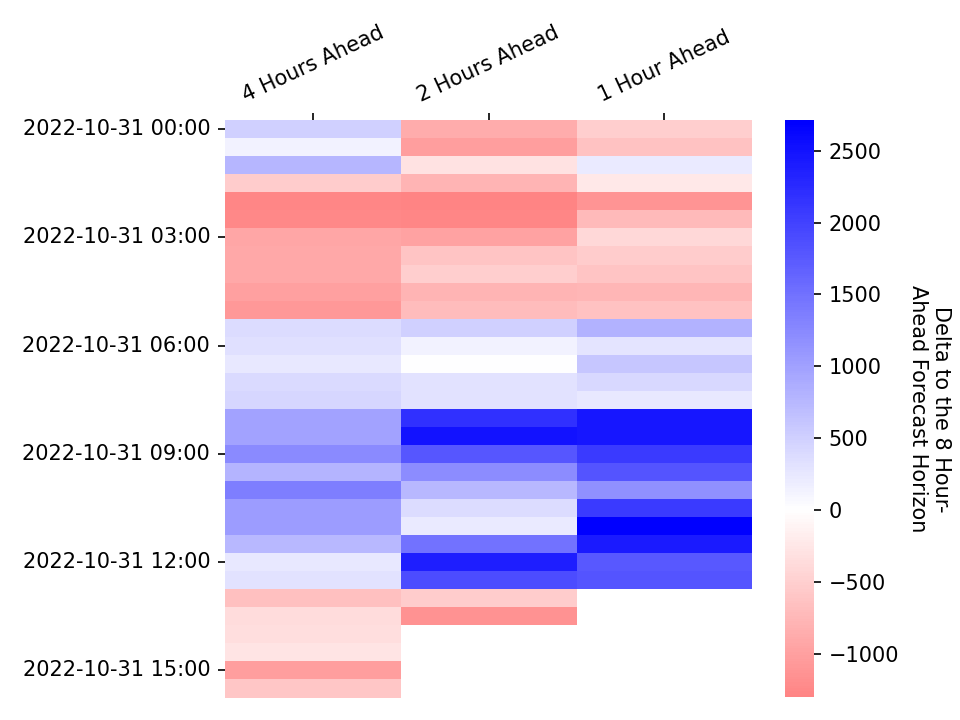 4 Hours Ahead
2 Hours Ahead
1 Hour Ahead
2022-10-31 00:00
2022-10-31 03:00
2022-10-31 06:00
2022-10-31 09:00
2022-10-31 12:00
2022-10-31 15:00
2500
2000
1500
1000
500
0
−500
−1000
Delta to the 8 Hour-
Ahead Forecast Horizon